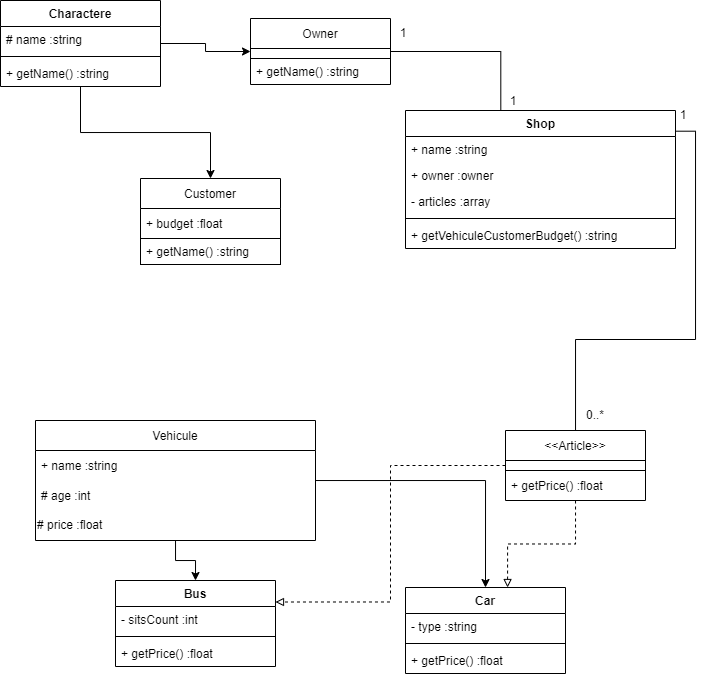 Charactere
# name :string
+ getName() :string
Owner
+ getName() :string
1
1
Shop
+ name :string
+ owner :owner
- articles :array
+ getVehiculeCustomerBudget() :string
1
Customer
+ budget :float
+ getName() :string
0..*
<<Article>>
+ getPrice() :float
Vehicule
+ name :string
# age :int
# price :float
Bus
- sitsCount :int
+ getPrice() :float
Car
- type :string
+ getPrice() :float